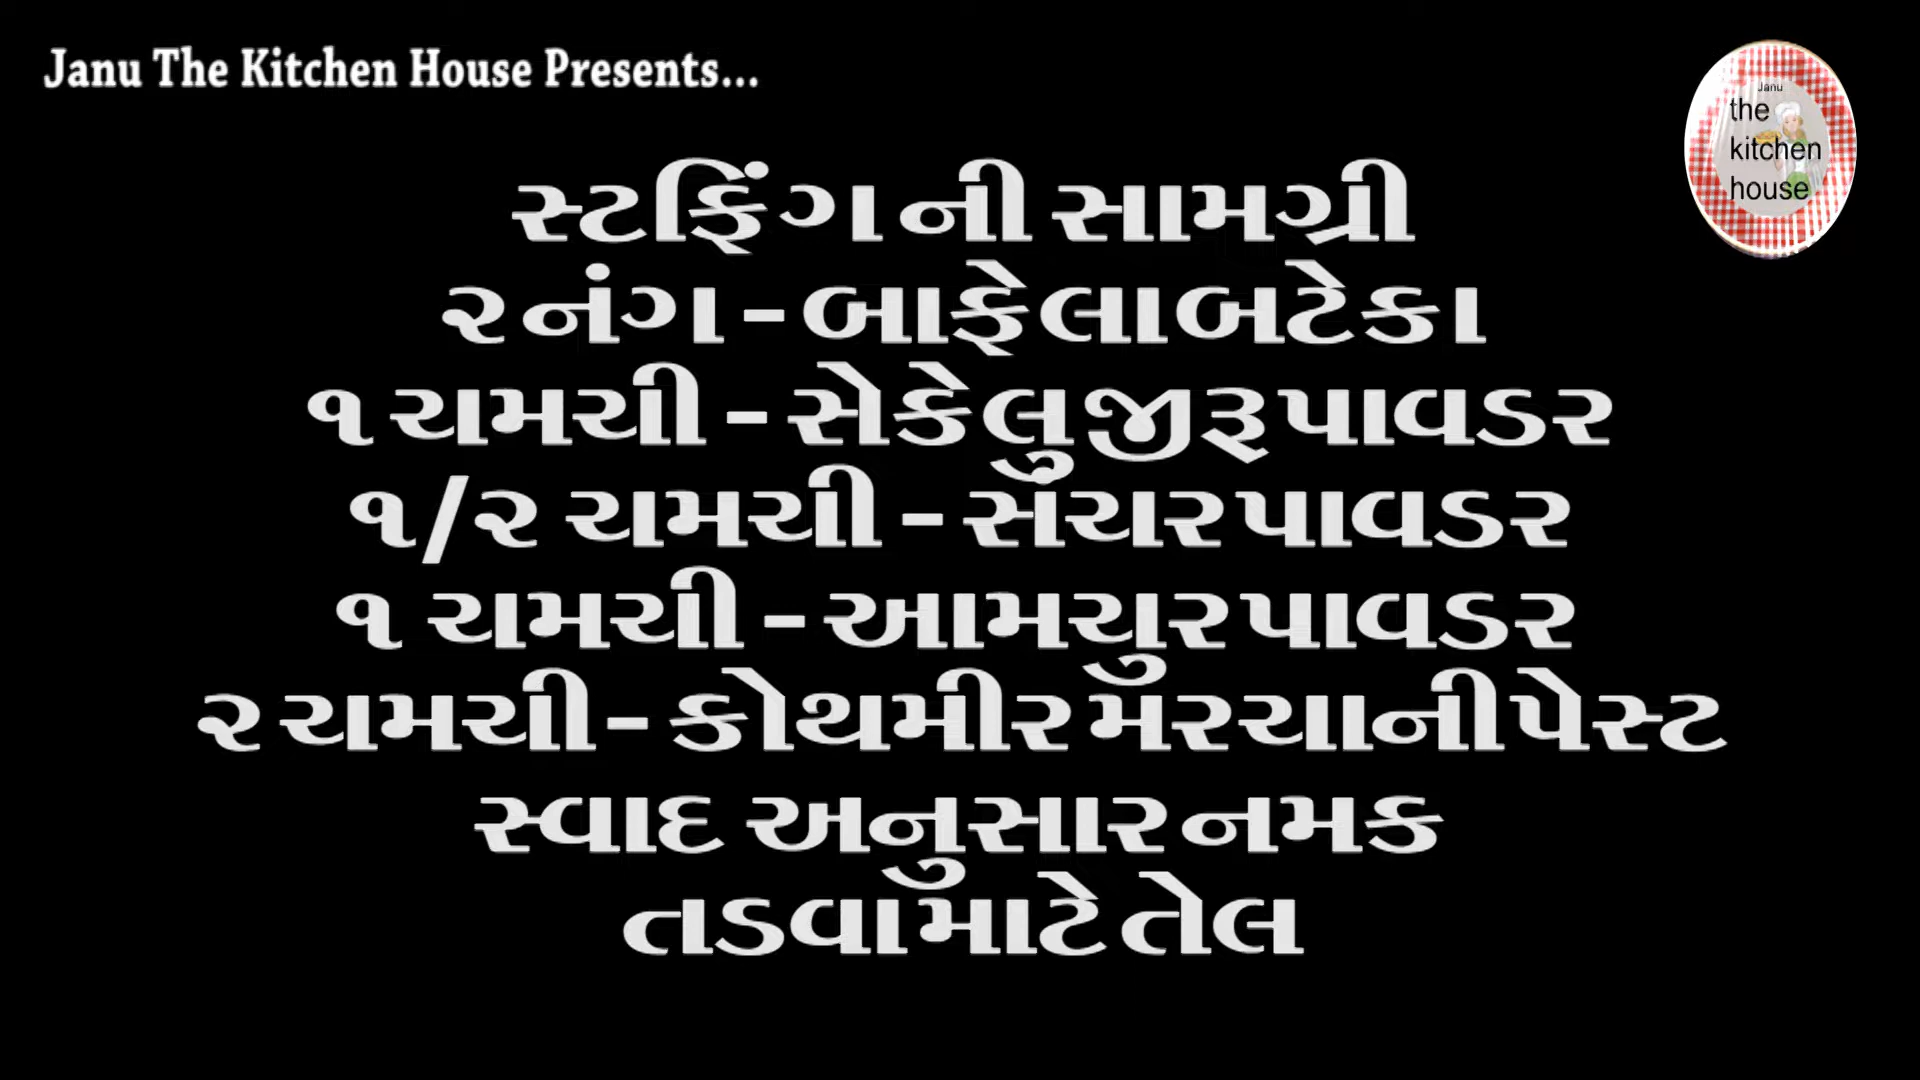 Janu The Kitchen House Presents...
Janu
the
kitchen
house
સ્ટફિંગ ની સામગ્રી
૨ નંગ - બાફેલા બટેકા
૧ ચમચી - સેકેલુ જીરૂ પાવડર
૧/૨ ચમચી - સંચર પાવડર
૧ ચમચી - આમચુર પાવડર
૨ ચમચી - કોથમીર મરચાની પેસ્ટ
સ્વાદ અનુસાર નમક
તડવા માટે તેલ